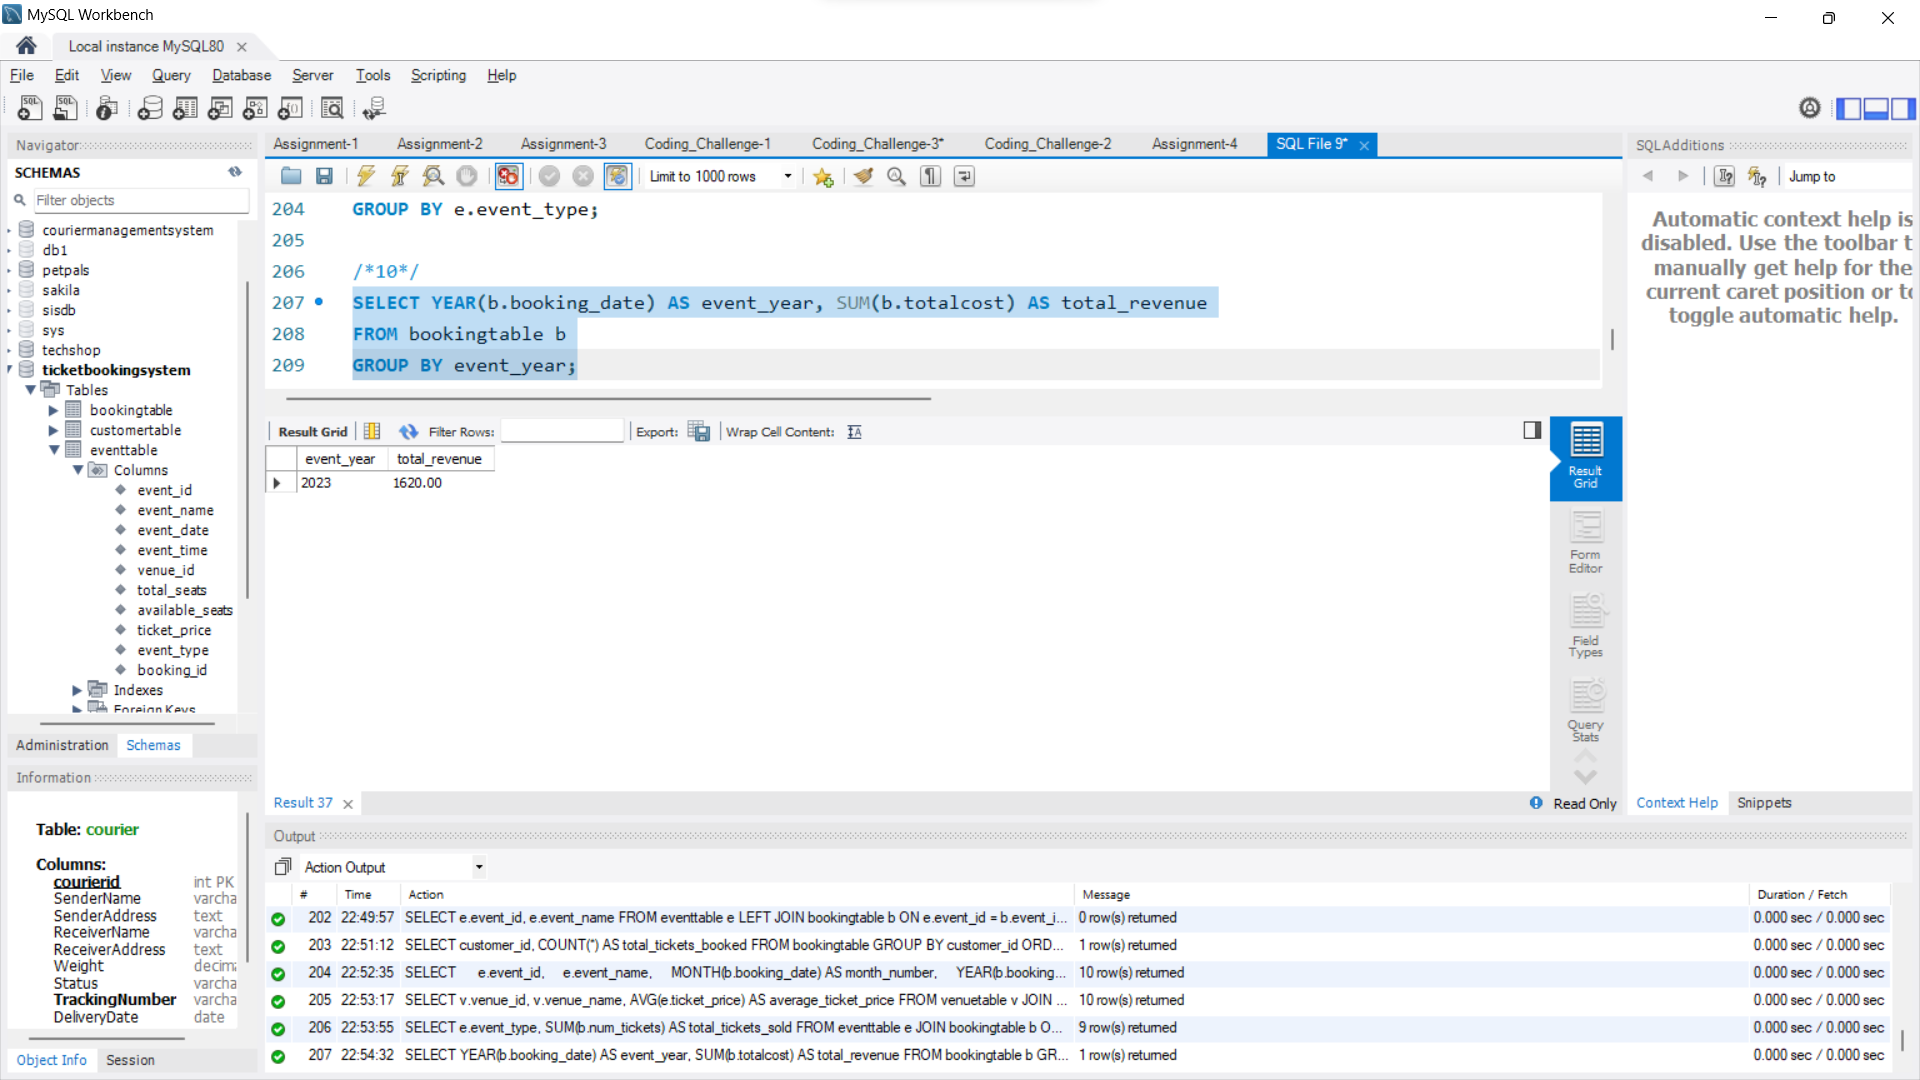 MySQL Workbench
Local instance MySQL80
File Edit View Query Database Server Tools Scripting Help
Navigator
SCHEMAS
Filter objects
couriermanagementsystem
db1
petpals
sakila
sisdb
sys
techshop
ticketbookingsystem
Tables
bookingtable
customertable
eventtable
Columns
event_id
event_name
event_date
event_time
venue_id
total_seats
available_seats
ticket_price
event_type
booking_id
Indexes
Foreign Keys
Administration Schemas
Information
Table: courier
Columns:
courierid int PK
SenderName varcha
SenderAddress text
ReceiverName varcha
ReceiverAddress text
Weight decima
Status varcha
TrackingNumber varcha
DeliveryDate date
Object Info Session
Assignment-1 Assignment-2 Assignment-3 Coding_Challenge-1 Coding_Challenge-3* Coding_Challenge-2 Assignment-4 SQL File 9*
Limit to 1000 rows
204 GROUP BY e.event_type;
205
206 /*10*/
207 SELECT YEAR(b.booking_date) AS event_year, SUM(b.totalcost) AS total_revenue
208 FROM bookingtable b
209 GROUP BY event_year;
Result Grid Filter Rows: Export: Wrap Cell Content:
event_year total_revenue
2023 1620.00
Result Grid
Form Editor
Field Types
Query Stats
Result 37
Read Only
SQLAdditions
Jump to
Automatic context help is
disabled. Use the toolbar t
manually get help for the
current caret position or to
toggle automatic help.
Context Help Snippets
Output
Action Output
# Time Action Message Duration / Fetch
202 22:49:57 SELECT e.event_id, e.event_name FROM eventtable e LEFT JOIN bookingtable b ON e.event_id = b.event_i... 0 row(s) returned 0.000 sec / 0.000 sec
203 22:51:12 SELECT customer_id, COUNT(*) AS total_tickets_booked FROM bookingtable GROUP BY customer_id ORD... 1 row(s) returned 0.000 sec / 0.000 sec
204 22:52:35 SELECT e.event_id, e.event_name, MONTH(b.booking_date) AS month_number, YEAR(b.booking... 10 row(s) returned 0.000 sec / 0.000 sec
205 22:53:17 SELECT v.venue_id, v.venue_name, AVG(e.ticket_price) AS average_ticket_price FROM venuetable v JOIN ... 10 row(s) returned 0.000 sec / 0.000 sec
206 22:53:55 SELECT e.event_type, SUM(b.num_tickets) AS total_tickets_sold FROM eventtable e JOIN bookingtable b O... 9 row(s) returned 0.000 sec / 0.000 sec
207 22:54:32 SELECT YEAR(b.booking_date) AS event_year, SUM(b.totalcost) AS total_revenue FROM bookingtable b GR... 1 row(s) returned 0.000 sec / 0.000 sec